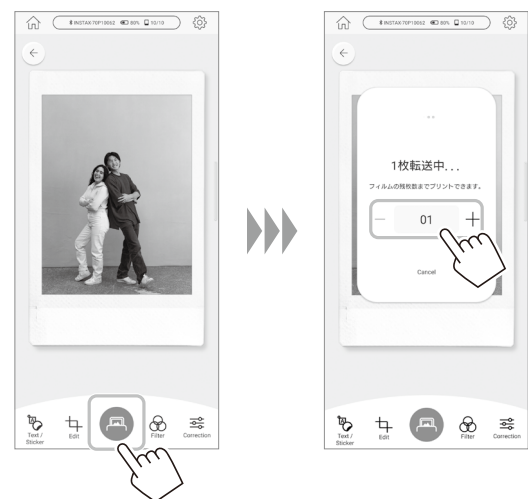 INSTAX-70P18062 80% 10/10
Text /
Sticker
Edit
Filter
Correction
INSTAX-70P18062 80% 10/10
1枚転送中...
フィルムの残枚数までプリントできます。
01
Cancel
Text /
Sticker
Edit
Filter
Correction